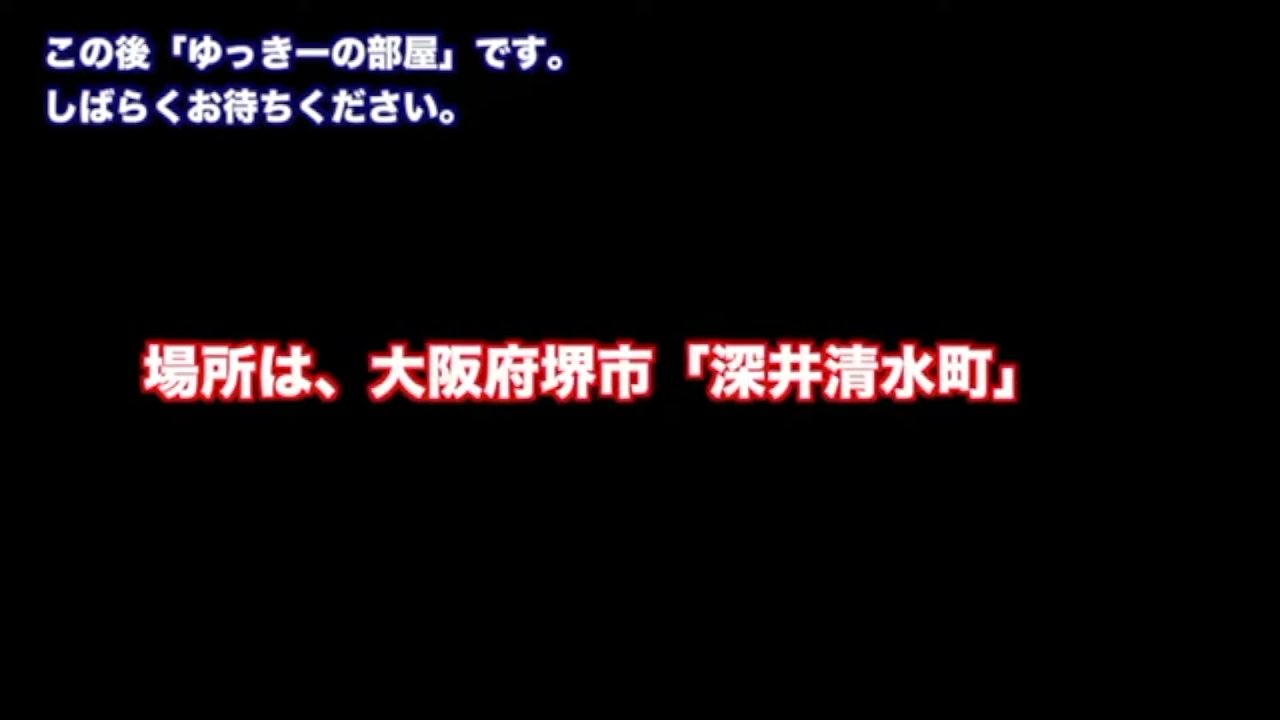 この後「ゆっきーの部屋」です。
しばらくお待ちください。
場所は、大阪府堺市「深井清水町」